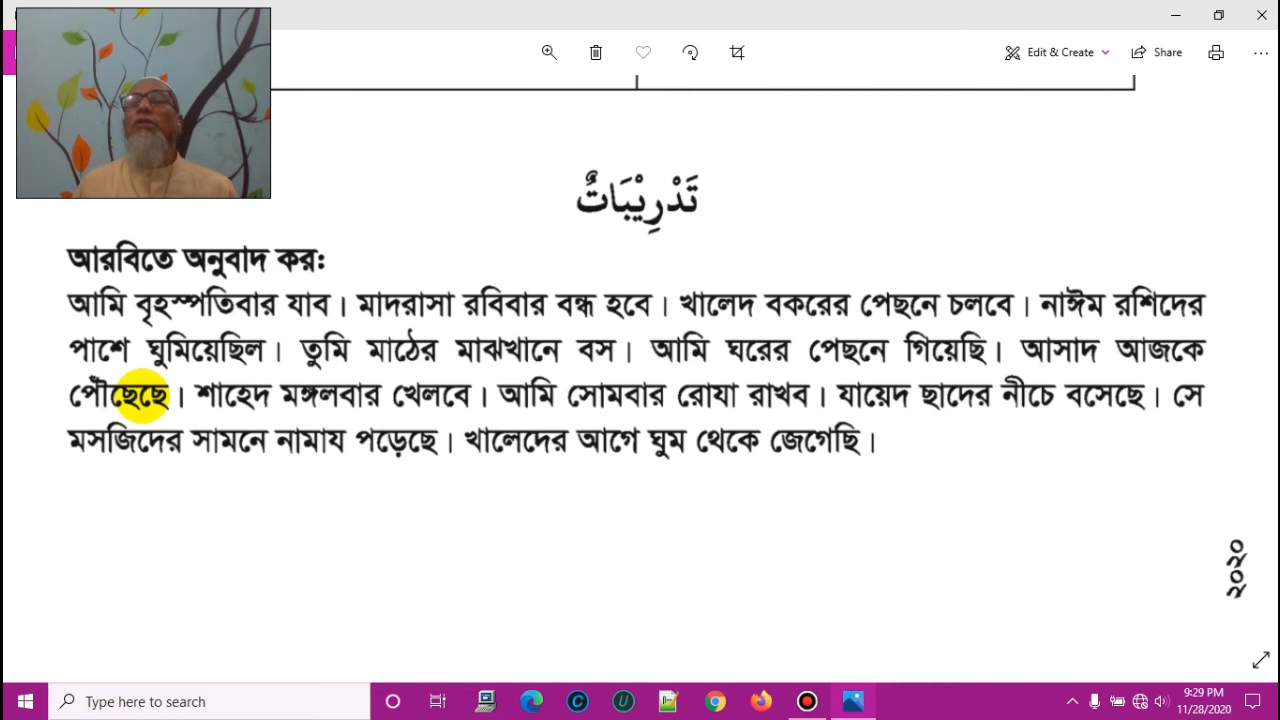 Edit & Create
Share
تَدْرِيْبَاتٌ
আরবিতে অনুবাদ কর:
আমি বৃহস্পতিবার যাব। মাদরাসা রবিবার বন্ধ হবে। খালেদ বকরের পেছনে চলবে। নাঈম রশিদের
পাশে ঘুমিয়েছিল। তুমি মাঠের মাঝখানে বস। আমি ঘরের পেছনে গিয়েছি। আসাদ আজকে
পৌঁছেছে। শাহেদ মঙ্গলবার খেলবে। আমি সোমবার রোযা রাখব। যায়েদ ছাদের নীচে বসেছে। সে
মসজিদের সামনে নামায পড়েছে। খালেদের আগে ঘুম থেকে জেগেছি।
২০২০
Type here to search
9:29 PM
11/28/2020